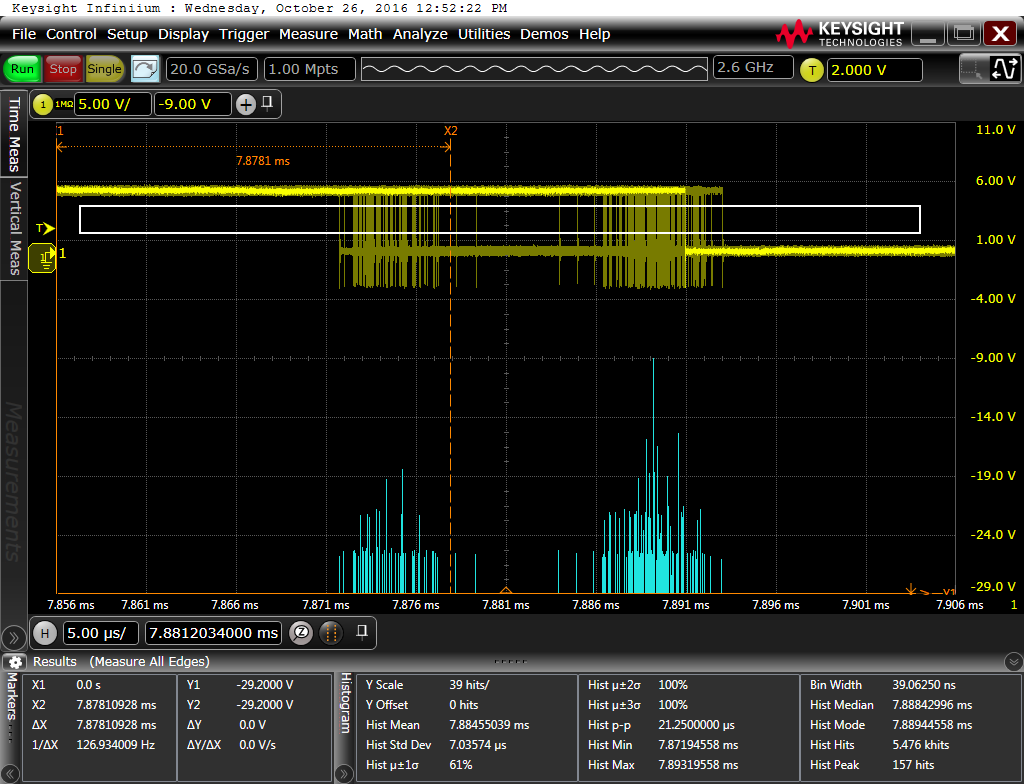 Keysight Infiniium : Wednesday, October 26, 2016 12:52:22 PM
File Control Setup Display Trigger Measure Math Analyze Utilities Demos Help
KEYSIGHT
TECHNOLOGIES
X
Run Stop Single 20.0 GSa/s 1.00 Mpts 2.6 GHz T 2.000 V
1 1MΩ 5.00 V/ -9.00 V +
Time Meas
Vertical Meas
Measurements
1 X2 11.0 V
7.8781 ms
6.00 V
T
1.00 V
1 1
-4.00 V
-9.00 V
-14.0 V
-19.0 V
-24.0 V
-29.0 V
Y1
7.856 ms 7.861 ms 7.866 ms 7.871 ms 7.876 ms 7.881 ms 7.886 ms 7.891 ms 7.896 ms 7.901 ms 7.906 ms 1
H 5.00 µs/ 7.8812034000 ms Z
Results (Measure All Edges)
Markers...
X1 0.0 s Y1 -29.2000 V
X2 7.87810928 ms Y2 -29.2000 V
ΔX 7.87810928 ms ΔY 0.0 V
1/ΔX 126.934009 Hz ΔY/ΔX 0.0 V/s
Histogram
Y Scale 39 hits/ Hist µ±2σ 100% Bin Width 39.06250 ns
Y Offset 0 hits Hist µ±3σ 100% Hist Median 7.88842996 ms
Hist Mean 7.88455039 ms Hist p-p 21.2500000 µs Hist Mode 7.88944558 ms
Hist Std Dev 7.03574 µs Hist Min 7.87194558 ms Hist Hits 5.476 khits
Hist µ±1σ 61% Hist Max 7.89319558 ms Hist Peak 157 hits